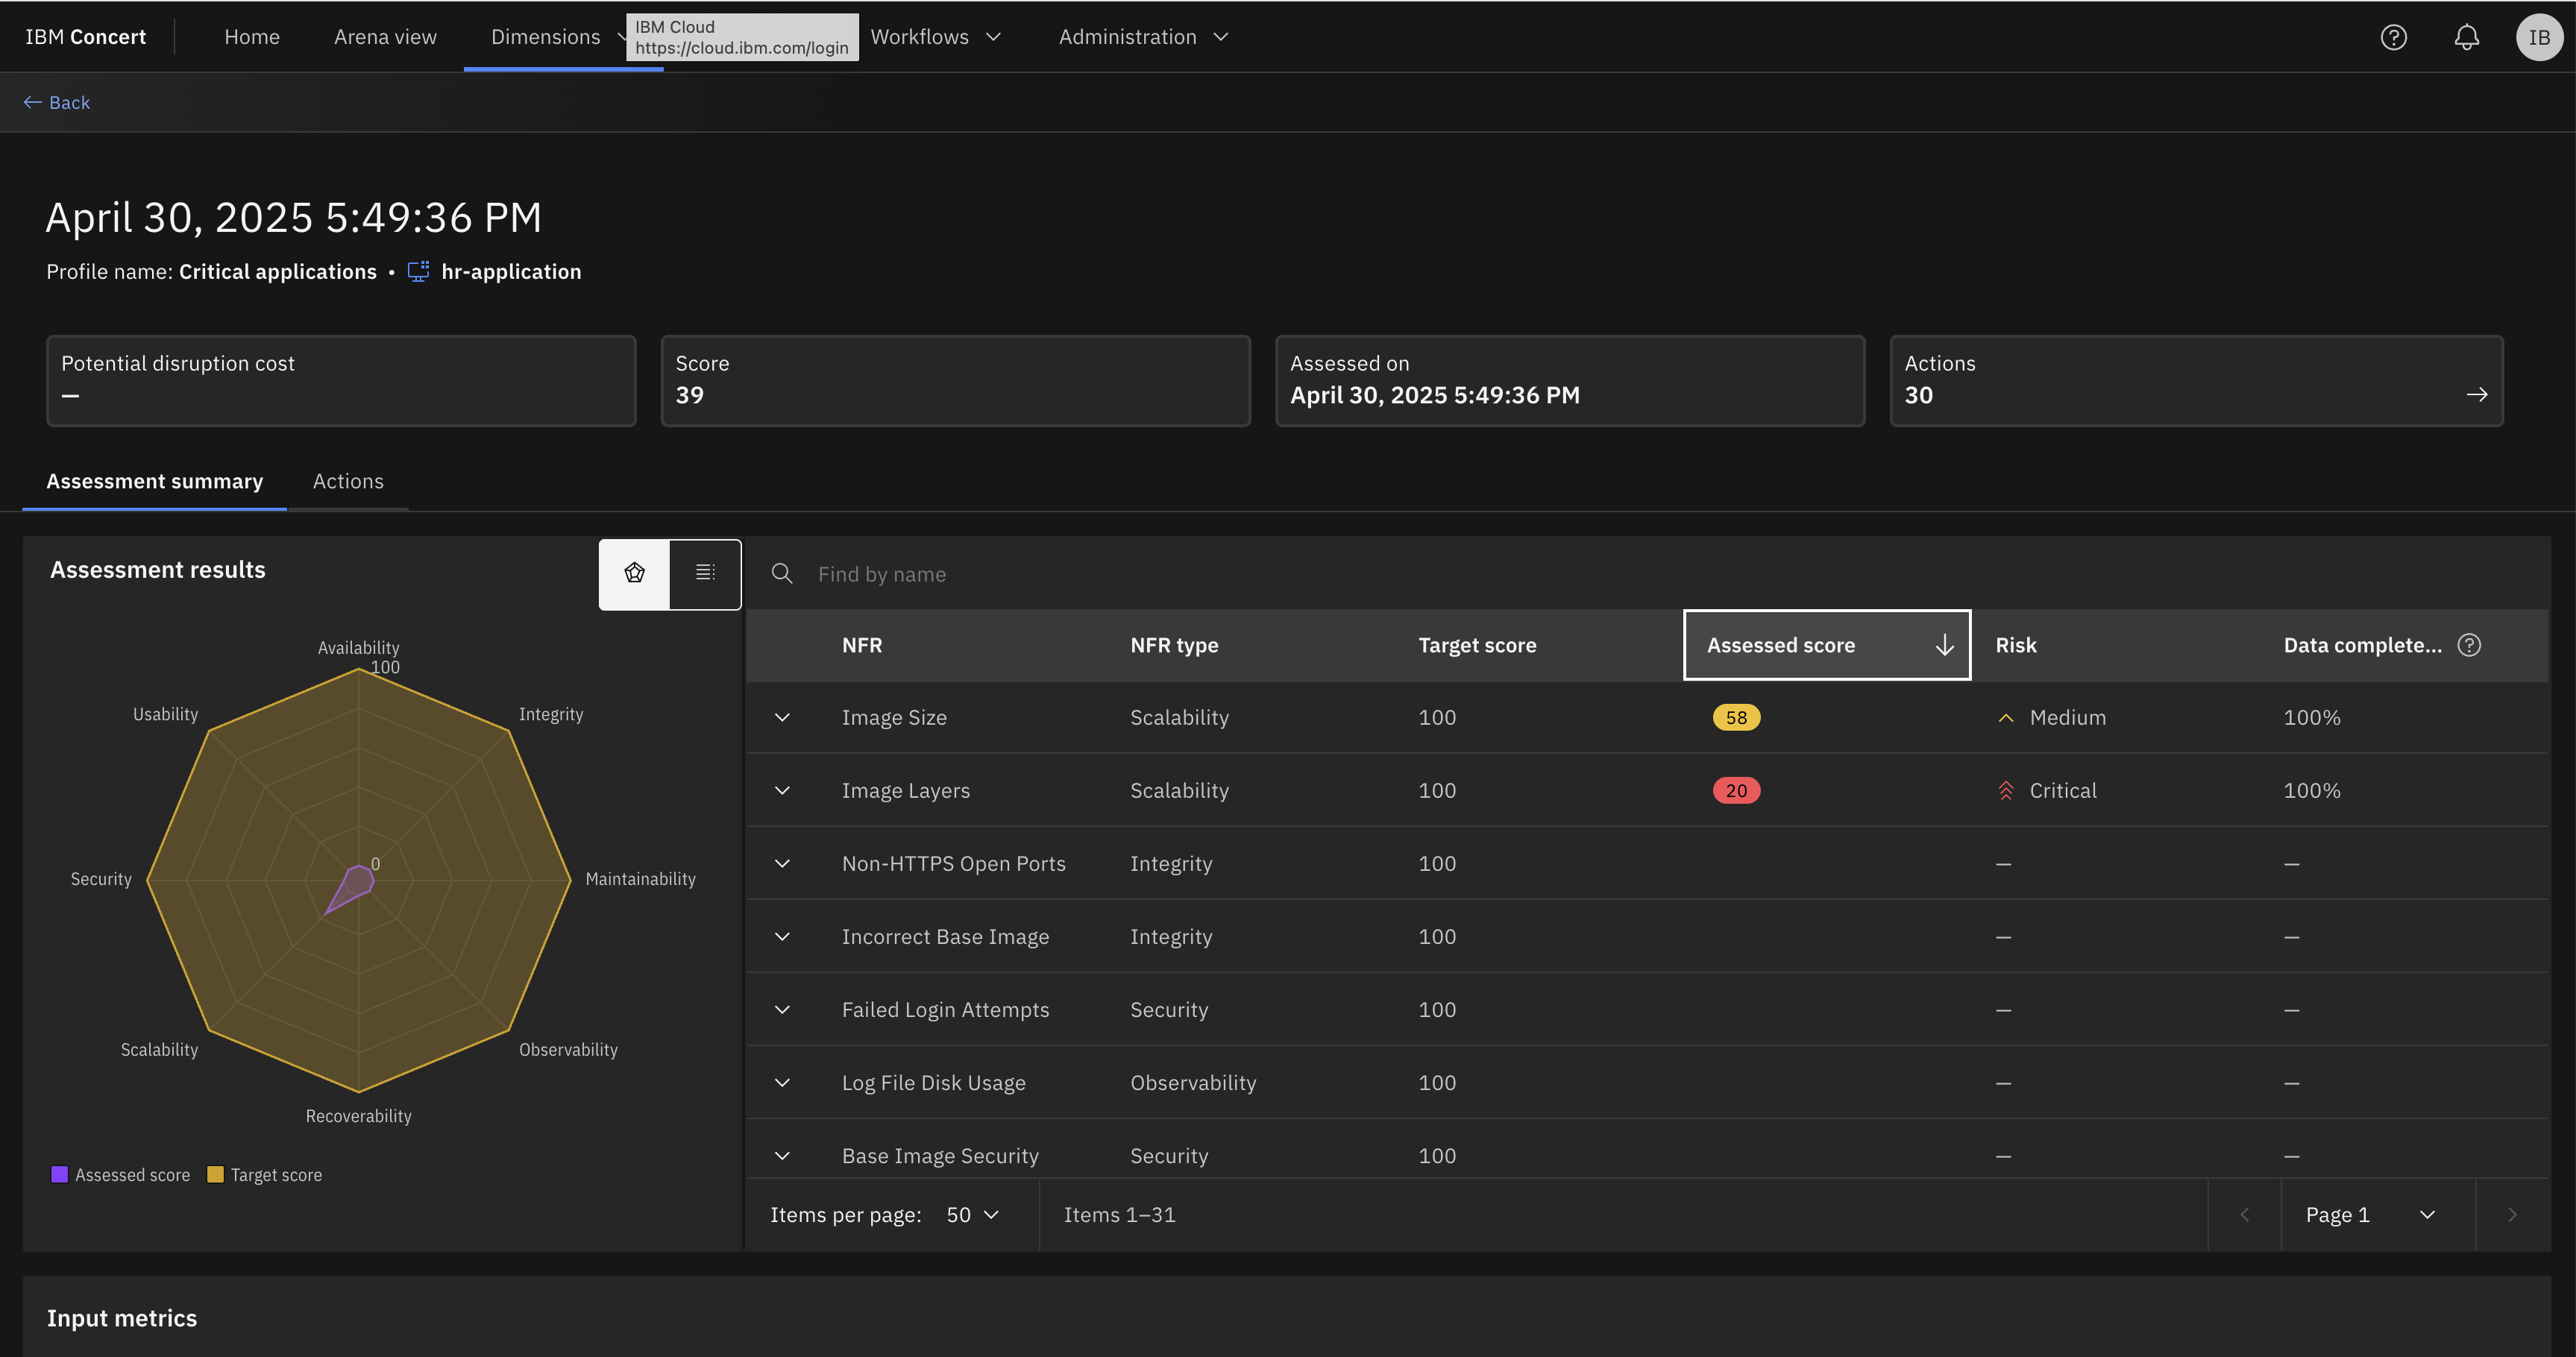 IBM Concert
Home
Arena view
Dimensions
IBM Cloud
https://cloud.ibm.com/login
Workflows
Administration
IB
Back
April 30, 2025 5:49:36 PM
Profile name: Critical applications • hr-application
Potential disruption cost
—
Score
39
Assessed on
April 30, 2025 5:49:36 PM
Actions
30
Assessment summary
Actions
Assessment results
Availability
100
Usability
Integrity
0
Security
Maintainability
Scalability
Observability
Recoverability
Assessed score
Target score
Find by name
NFR NFR type Target score Assessed score Risk Data complete...
Image Size Scalability 100 58 Medium 100%
Image Layers Scalability 100 20 Critical 100%
Non-HTTPS Open Ports Integrity 100 — —
Incorrect Base Image Integrity 100 — —
Failed Login Attempts Security 100 — —
Log File Disk Usage Observability 100 — —
Base Image Security Security 100 — —
Items per page: 50 Items 1–31 Page 1
Input metrics